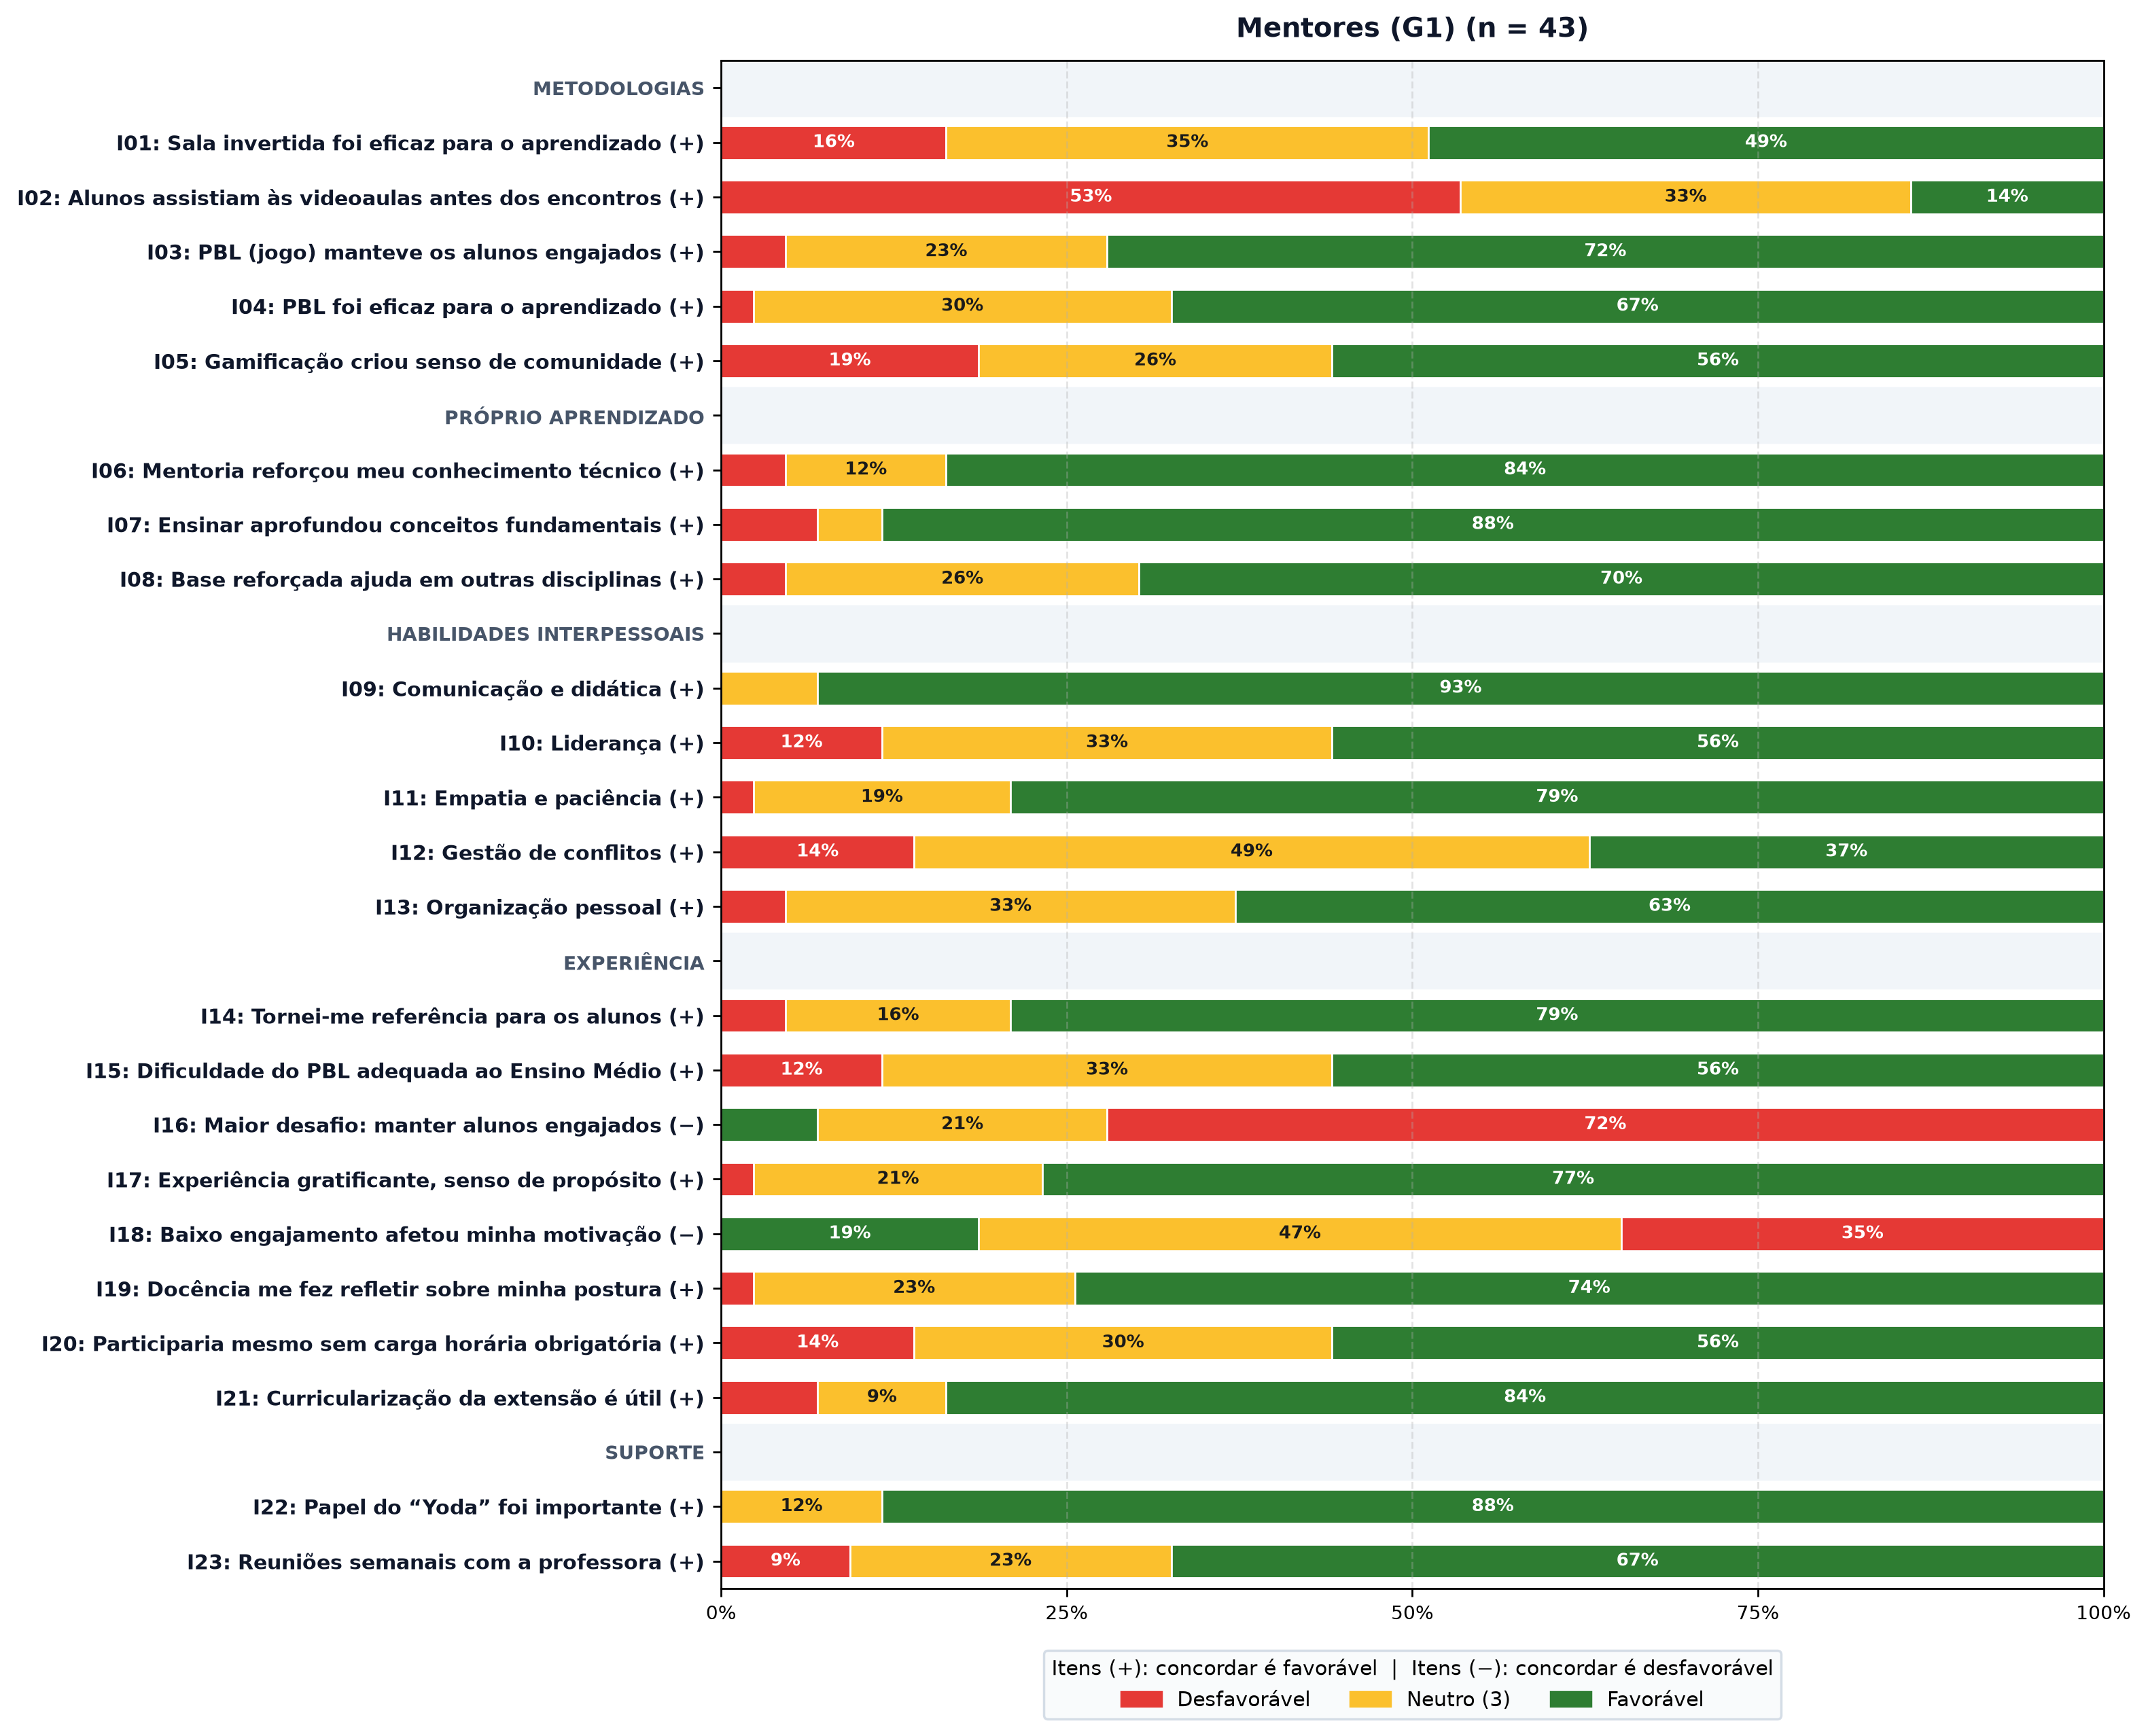 Mentores (G1) (n = 43)
METODOLOGIAS
I01: Sala invertida foi eficaz para o aprendizado (+) 16% 35% 49%
I02: Alunos assistiam às videoaulas antes dos encontros (+) 53% 33% 14%
I03: PBL (jogo) manteve os alunos engajados (+) 23% 72%
I04: PBL foi eficaz para o aprendizado (+) 30% 67%
I05: Gamificação criou senso de comunidade (+) 19% 26% 56%
PRÓPRIO APRENDIZADO
I06: Mentoria reforçou meu conhecimento técnico (+) 12% 84%
I07: Ensinar aprofundou conceitos fundamentais (+) 88%
I08: Base reforçada ajuda em outras disciplinas (+) 26% 70%
HABILIDADES INTERPESSOAIS
I09: Comunicação e didática (+) 93%
I10: Liderança (+) 12% 33% 56%
I11: Empatia e paciência (+) 19% 79%
I12: Gestão de conflitos (+) 14% 49% 37%
I13: Organização pessoal (+) 33% 63%
EXPERIÊNCIA
I14: Tornei-me referência para os alunos (+) 16% 79%
I15: Dificuldade do PBL adequada ao Ensino Médio (+) 12% 33% 56%
I16: Maior desafio: manter alunos engajados (−) 21% 72%
I17: Experiência gratificante, senso de propósito (+) 21% 77%
I18: Baixo engajamento afetou minha motivação (−) 19% 47% 35%
I19: Docência me fez refletir sobre minha postura (+) 23% 74%
I20: Participaria mesmo sem carga horária obrigatória (+) 14% 30% 56%
I21: Curricularização da extensão é útil (+) 9% 84%
SUPORTE
I22: Papel do “Yoda” foi importante (+) 12% 88%
I23: Reuniões semanais com a professora (+) 9% 23% 67%
0% 25% 50% 75% 100%
Itens (+): concordar é favorável | Itens (−): concordar é desfavorável
Desfavorável Neutro (3) Favorável